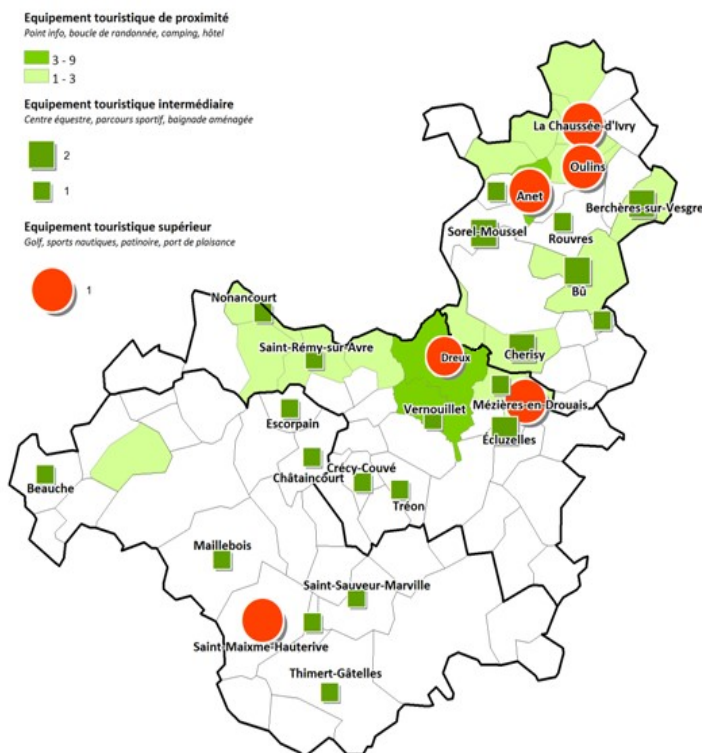 Equipement touristique de proximité
Point info, boucle de randonnée, camping, hôtel
3 - 9
1 - 3
Equipement touristique intermédiaire
Centre équestre, parcours sportif, baignade aménagée
2
1
Equipement touristique supérieur
Golf, sports nautiques, patinoire, port de plaisance
1
La Chaussée-d'Ivry
Oulins
Anet
Berchères-sur-Vesgre
Sorel-Moussel
Rouvres
Bû
Nonancourt
Saint-Rémy-sur-Avre
Dreux
Cherisy
Vernouillet
Mézières-en-Drouais
Écluzelles
Escorpain
Châtaincourt
Crécy-Couvé
Tréon
Beauche
Maillebois
Saint-Sauveur-Marville
Saint-Maixme-Hauterive
Thimert-Gâtelles